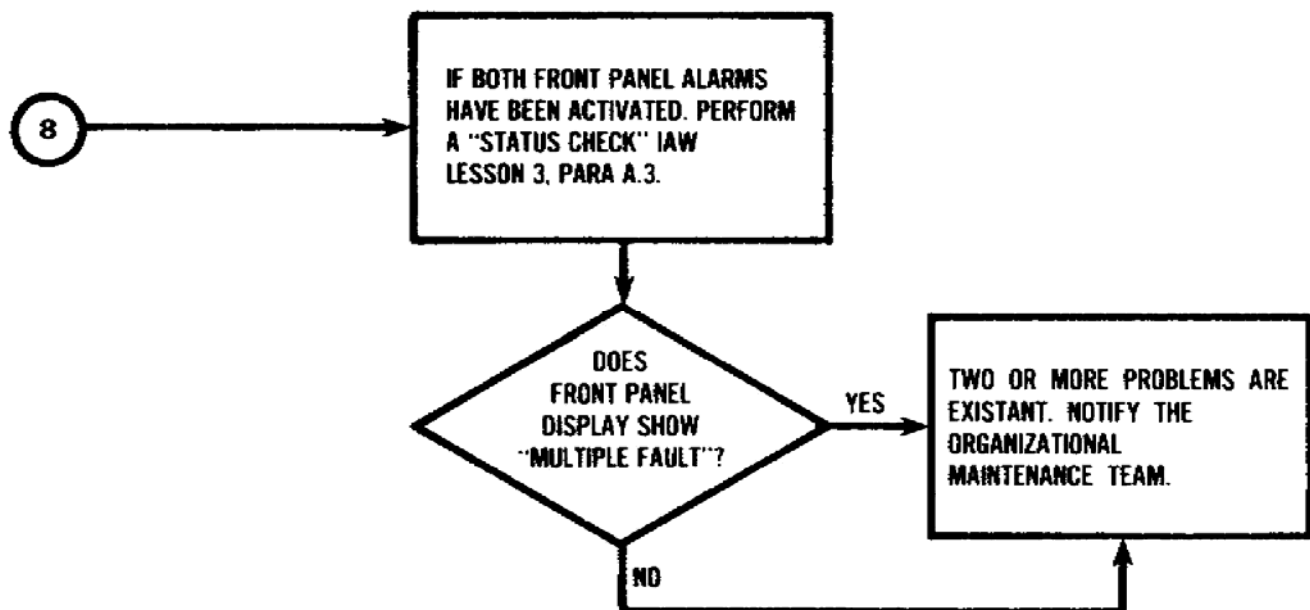 8
IF BOTH FRONT PANEL ALARMS
HAVE BEEN ACTIVATED. PERFORM
A "STATUS CHECK" IAW
LESSON 3, PARA A.3.
DOES
FRONT PANEL
DISPLAY SHOW
"MULTIPLE FAULT"?
YES
TWO OR MORE PROBLEMS ARE
EXISTANT. NOTIFY THE
ORGANIZATIONAL
MAINTENANCE TEAM.
NO